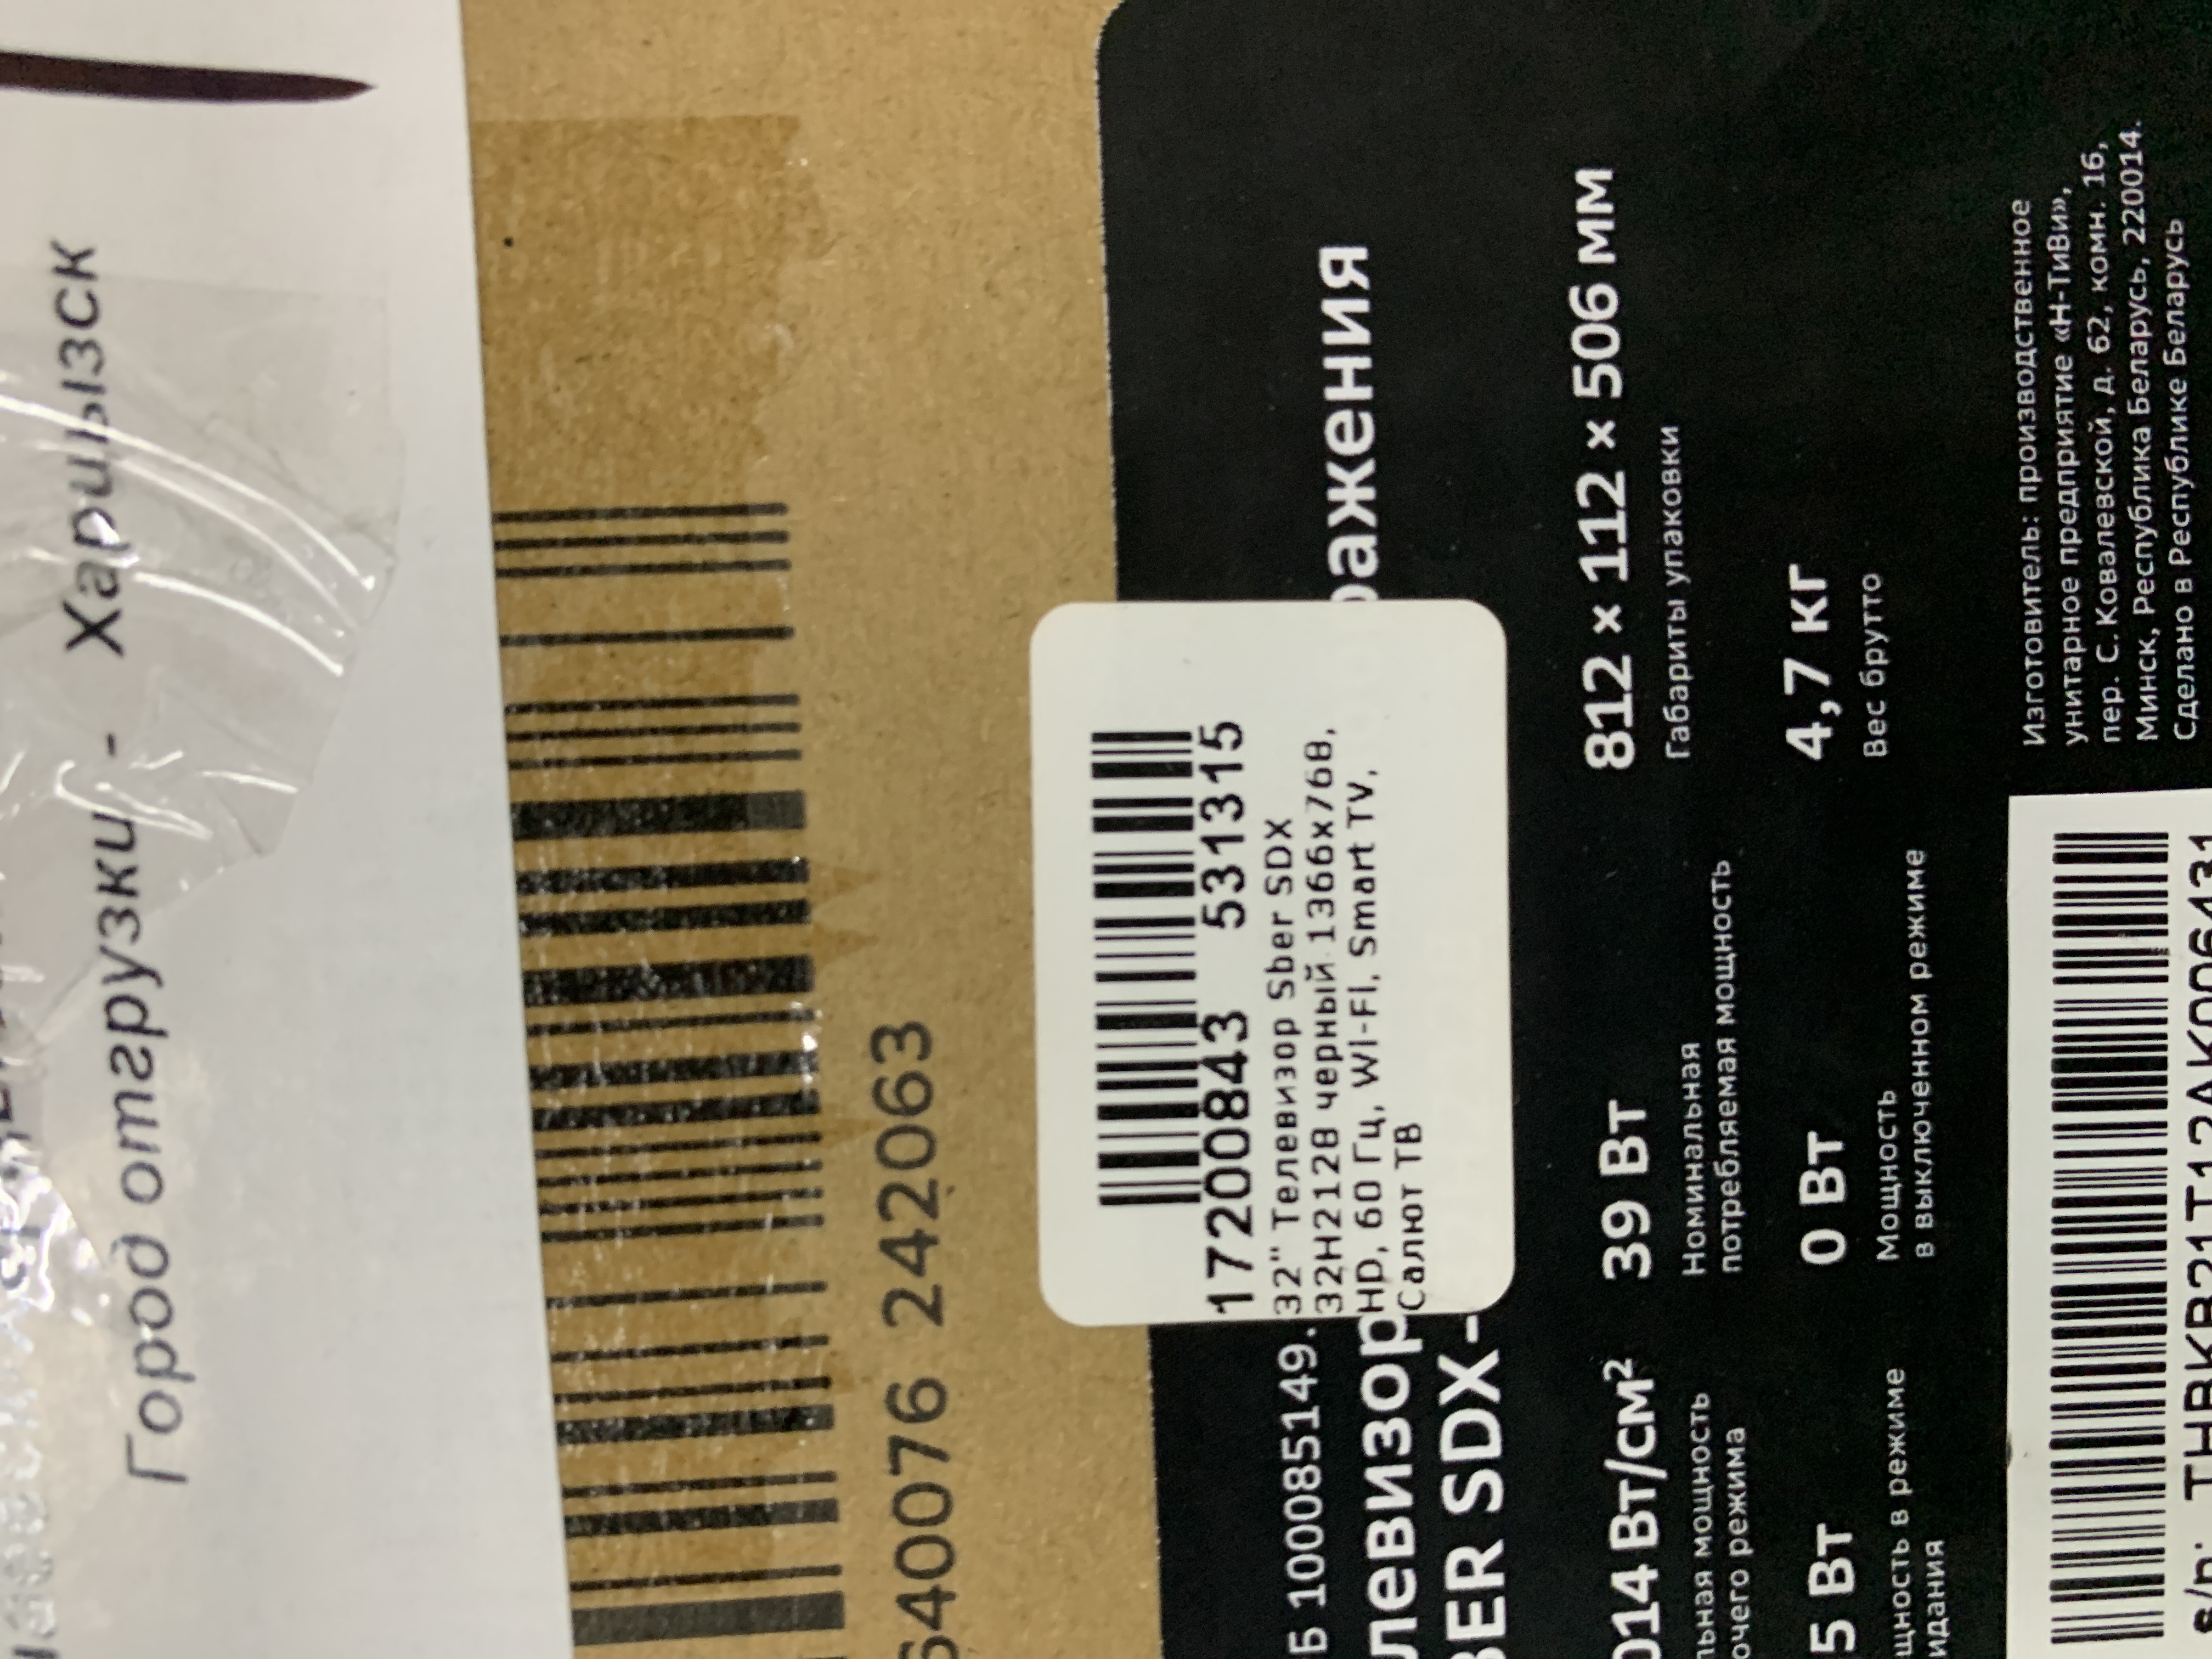 Город отгрузки - Харцызск
640076 242063
17200843 531315
32" Телевизор Sber SDX
32H2128 черный 1366x768,
HD, 60 Гц, WI-FI, Smart TV,
Салют ТВ
Б 100085149.
левизор ражения
BER SDX-
014 Вт/см²
льная мощность
очего режима
39 Вт
Номинальная
потребляемая мощность
812 × 112 × 506 мм
Габариты упаковки
5 Вт
щность в режиме
идания
0 Вт
Мощность
в выключенном режиме
4,7 кг
Вес брутто
Изготовитель: производственное
унитарное предприятие «Н-ТиВи»,
пер. С. Ковалевской, д. 62, комн. 16,
Минск, Республика Беларусь, 220014.
Сделано в Республике Беларусь
s/n: THBKB21T12AK006431